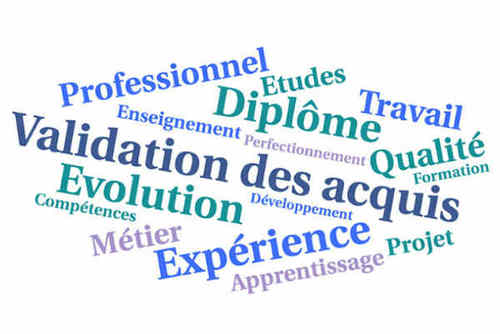 Professionnel
Etudes
Diplôme
Travail
Enseignement
Perfectionnement
Validation des acquis
Qualité
Formation
Evolution
Développement
Compétences
Métier
Expérience
Projet
Apprentissage